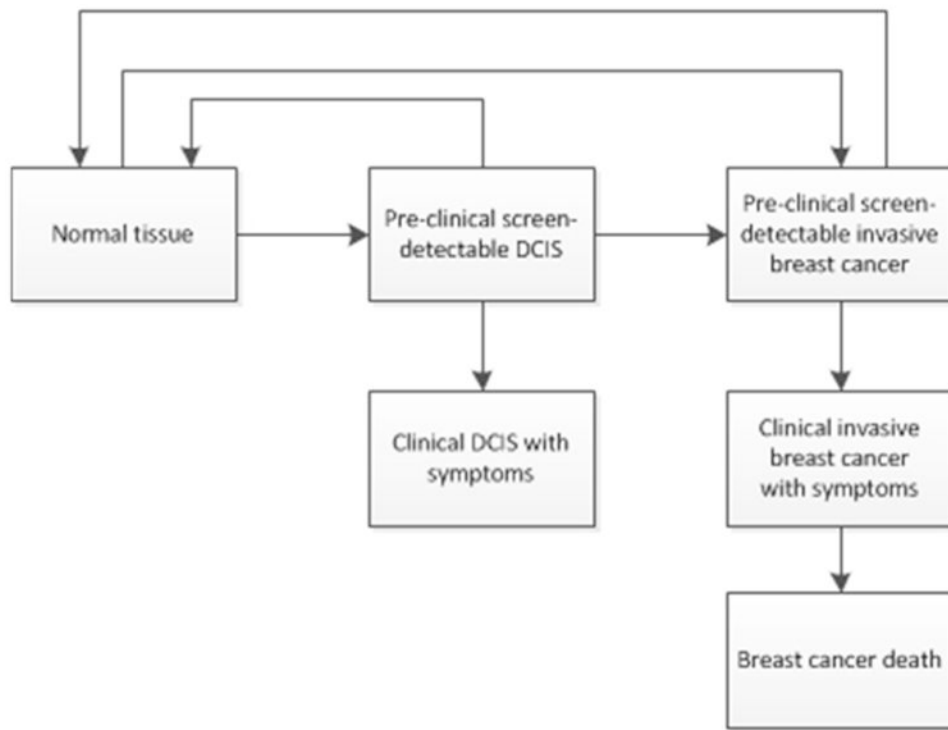 Normal tissue
Pre-clinical screen-
detectable DCIS
Pre-clinical screen-
detectable invasive
breast cancer
Clinical DCIS with
symptoms
Clinical invasive
breast cancer
with symptoms
Breast cancer death